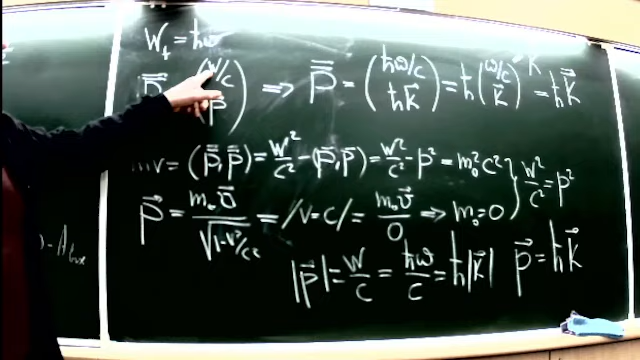 W_f = ħω
p⃗⃗ (W/c p⃗) ⇒ p⃗⃗ = (ħω/c ħk⃗) = ħ(ω/c k⃗) = ħk⃗⃗
inv = (p⃗⃗, p⃗⃗) = W²/c² - (p⃗, p⃗) = W²/c² - p² = m₀²c² } W²/c² = p²
p⃗ = m₀v⃗/√(1-v²/c²) = /v=c/ = m₀v⃗/0 ⇒ m₀=0
|p⃗| = W/c = ħω/c = ħ|k⃗| p⃗ = ħk⃗